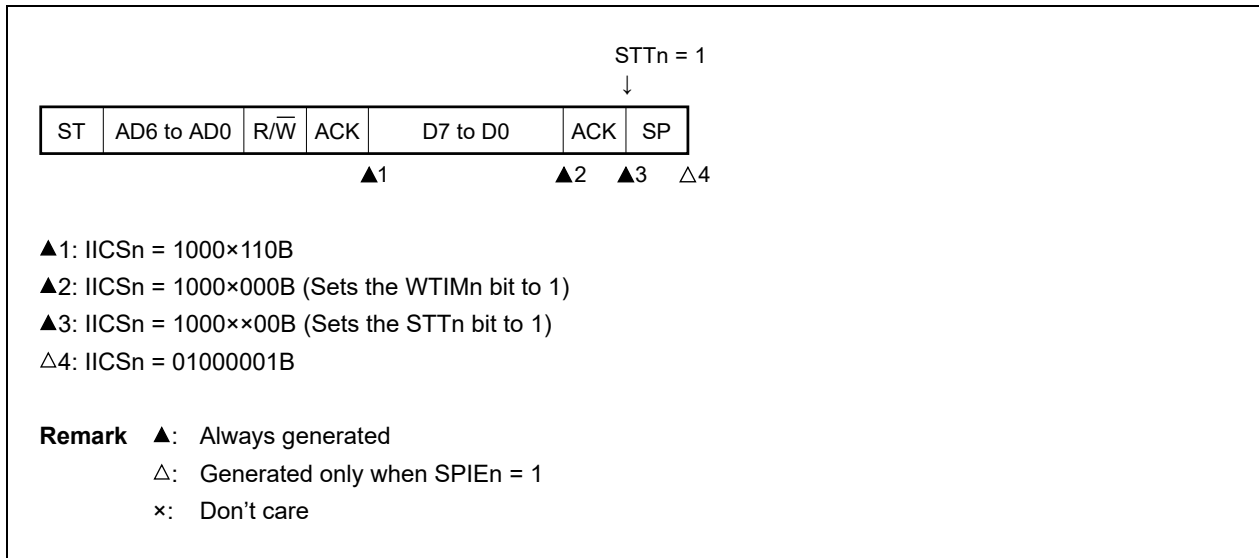 STTn = 1
↓
ST AD6 to AD0 R/W̅ ACK D7 to D0 ACK SP
▲1 ▲2 ▲3 △4
▲1: IICSn = 1000×110B
▲2: IICSn = 1000×000B (Sets the WTIMn bit to 1)
▲3: IICSn = 1000××00B (Sets the STTn bit to 1)
△4: IICSn = 01000001B
Remark ▲: Always generated
△: Generated only when SPIEn = 1
×: Don’t care